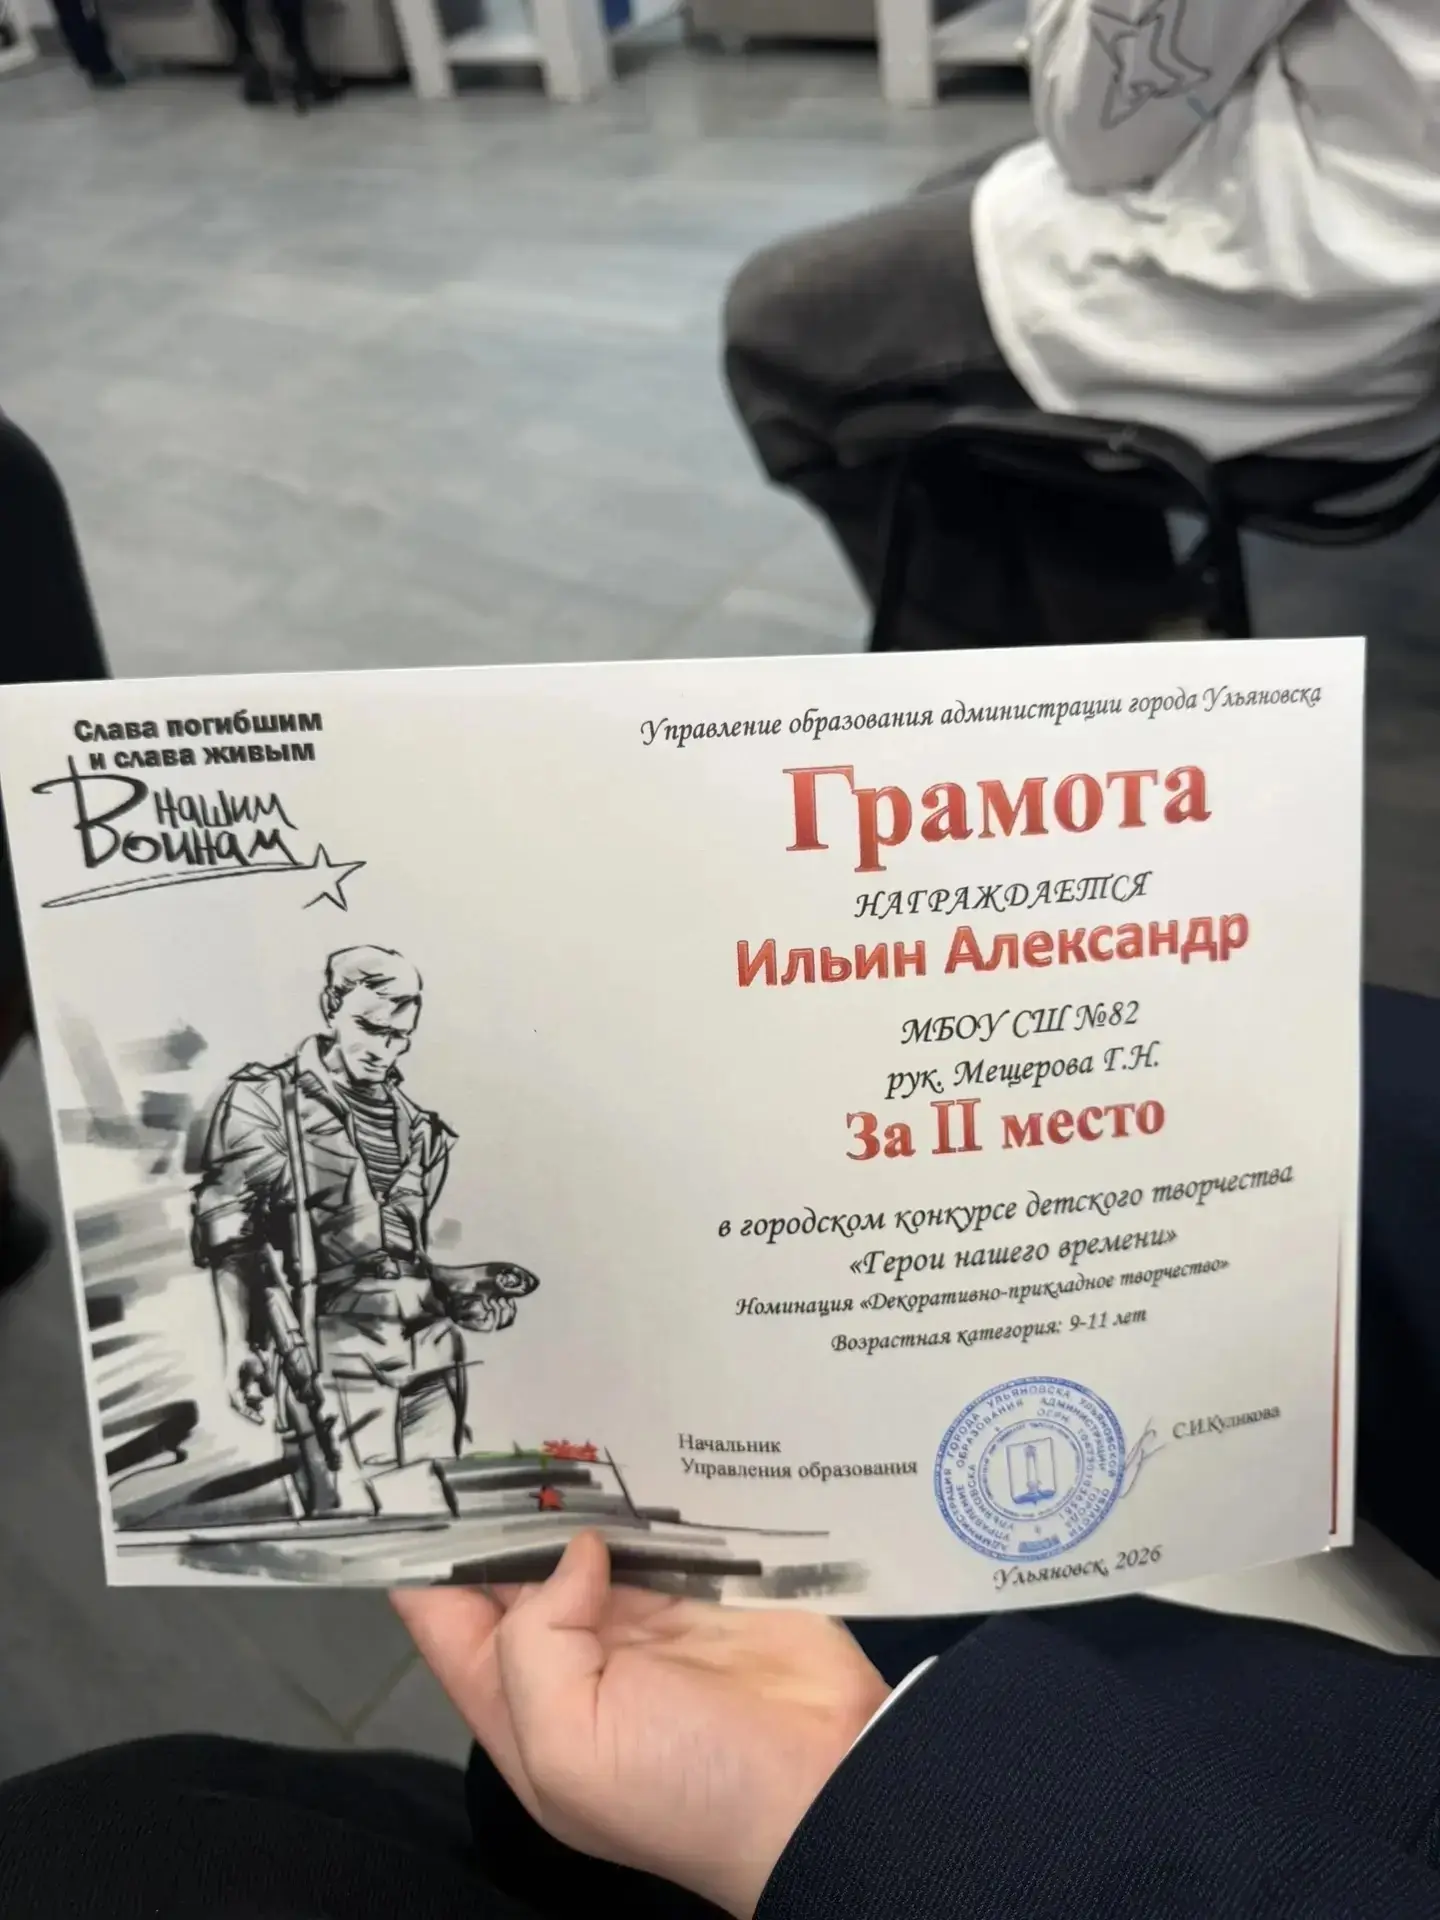 Слава погибшим
и слава живым
Нашим
Воинам
Управление образования администрации города Ульяновска
Грамота
НАГРАЖДАЕТСЯ
Ильин Александр
МБОУ СШ №82
рук. Мещерова Г.Н.
За II место
в городском конкурсе детского творчества
«Герои нашего времени»
Номинация «Декоративно-прикладное творчество»
Возрастная категория: 9-11 лет
Начальник
Управления образования
С.И.Куликова
Ульяновск, 2026